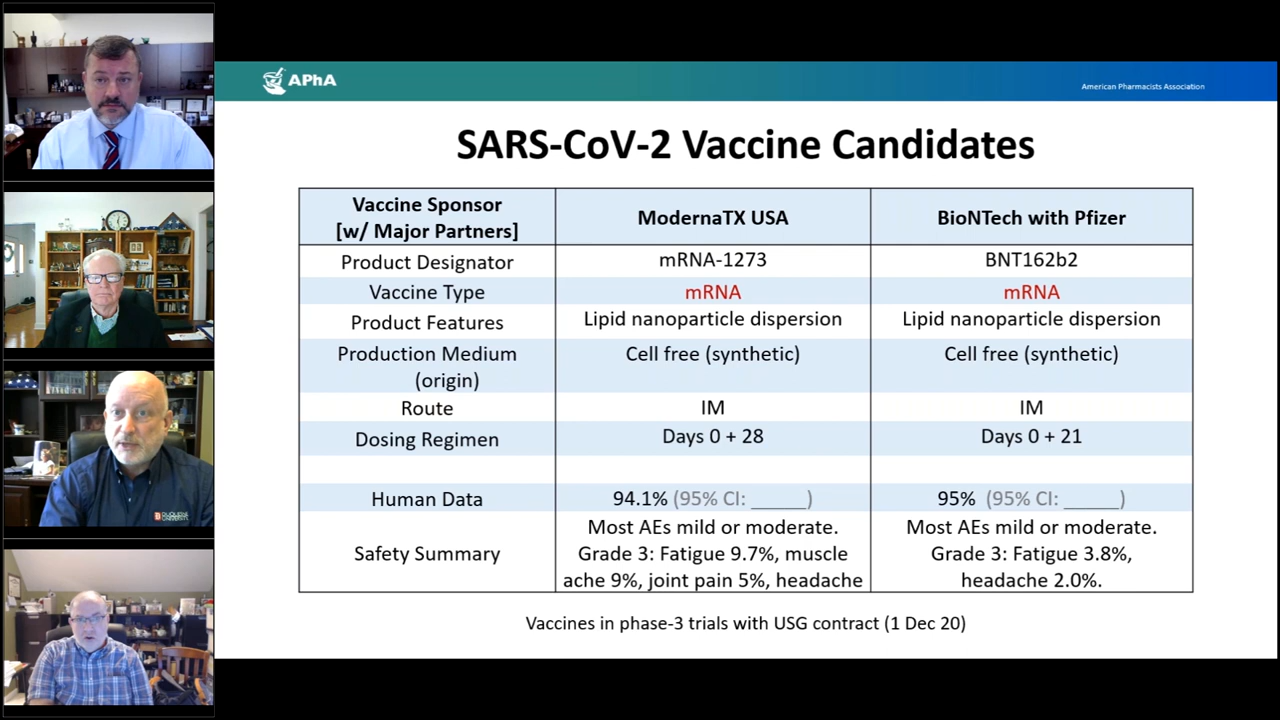 APhA
American Pharmacists Association
SARS-CoV-2 Vaccine Candidates
Vaccine Sponsor
[w/ Major Partners]
ModernaTX USA
BioNTech with Pfizer
Product Designator
mRNA-1273
BNT162b2
Vaccine Type
mRNA
mRNA
Product Features
Lipid nanoparticle dispersion
Lipid nanoparticle dispersion
Production Medium
(origin)
Cell free (synthetic)
Cell free (synthetic)
Route
IM
IM
Dosing Regimen
Days 0 + 28
Days 0 + 21
Human Data
94.1% (95% CI: _____)
95% (95% CI: _____)
Safety Summary
Most AEs mild or moderate.
Grade 3: Fatigue 9.7%, muscle
ache 9%, joint pain 5%, headache
Most AEs mild or moderate.
Grade 3: Fatigue 3.8%,
headache 2.0%.
Vaccines in phase-3 trials with USG contract (1 Dec 20)
DUQUESNE
UNIVERSITY